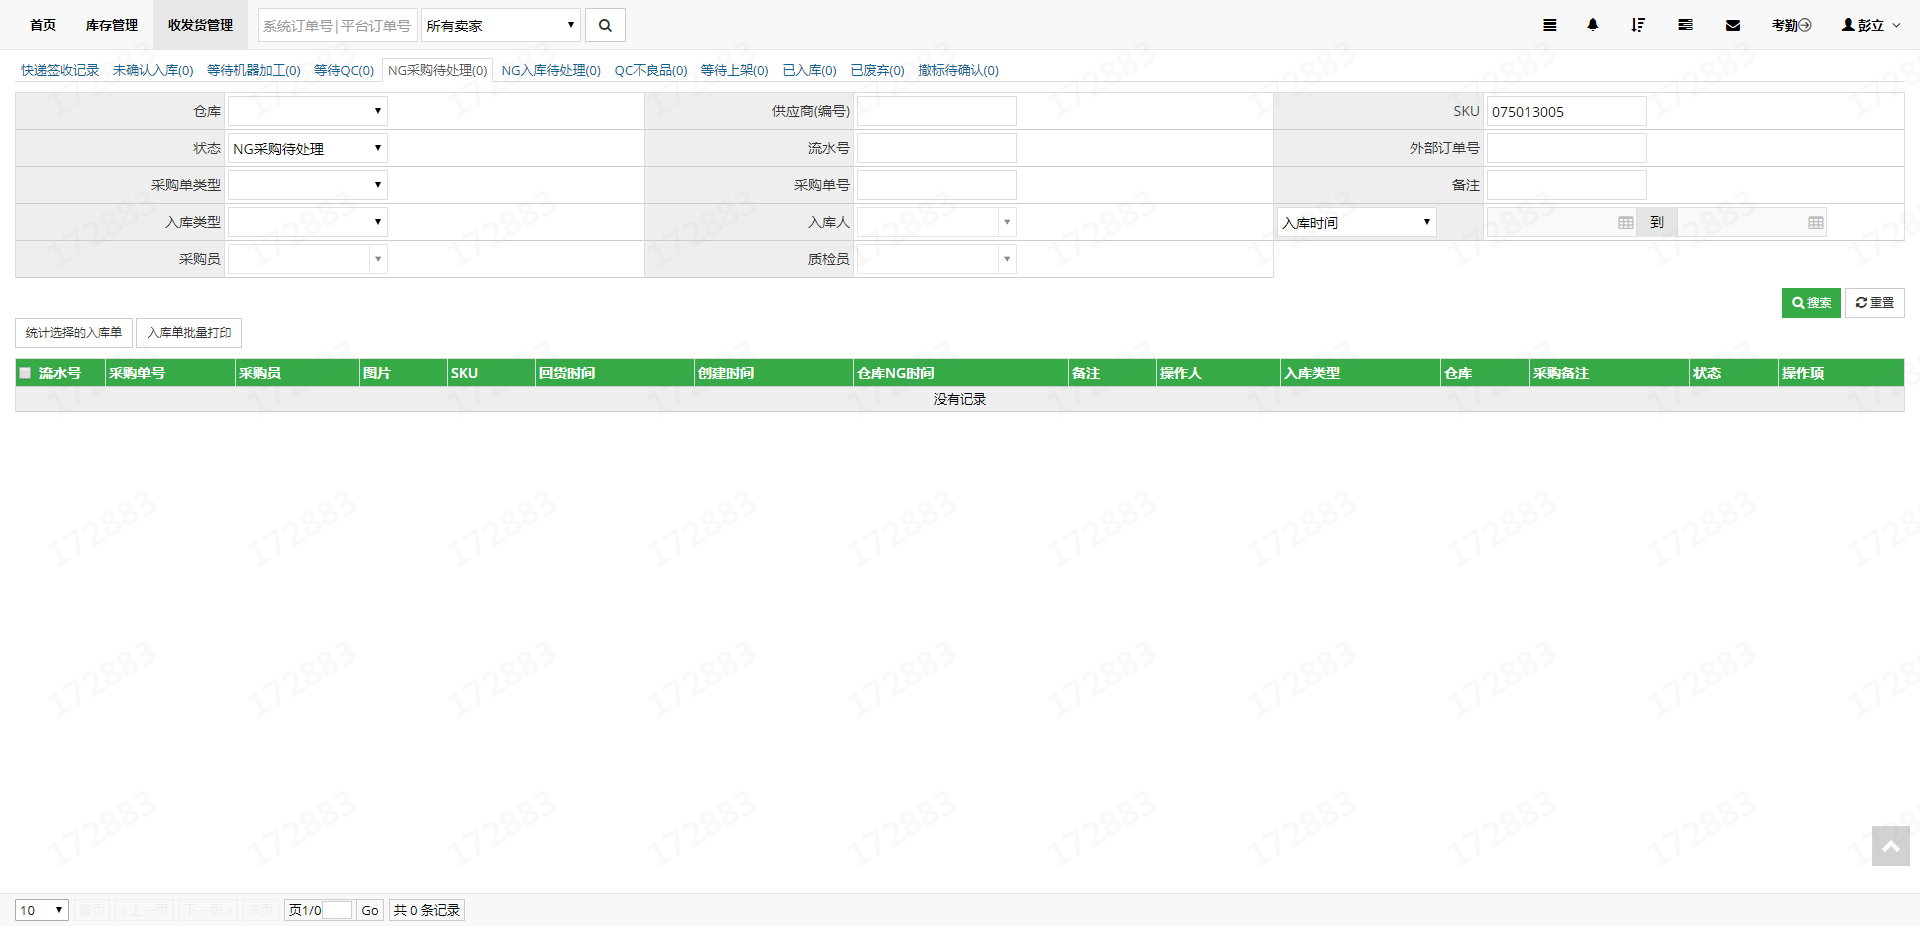 首页 库存管理 收发货管理 系统订单号|平台订单号 所有卖家 考勤 彭立
快递签收记录 未确认入库(0) 等待机器加工(0) 等待QC(0) NG采购待处理(0) NG入库待处理(0) QC不良品(0) 等待上架(0) 已入库(0) 已废弃(0) 撤标待确认(0)
仓库 供应商(编号) SKU 075013005
状态 NG采购待处理 流水号 外部订单号
采购单类型 采购单号 备注
入库类型 入库人 入库时间 到
采购员 质检员
搜索 重置
统计选择的入库单 入库单批量打印
流水号 采购单号 采购员 图片 SKU 回货时间 创建时间 仓库NG时间 备注 操作人 入库类型 仓库 采购备注 状态 操作项
没有记录
10 首页 « 上一页 下一页 » 末页 页1/0 Go 共 0 条记录
172883